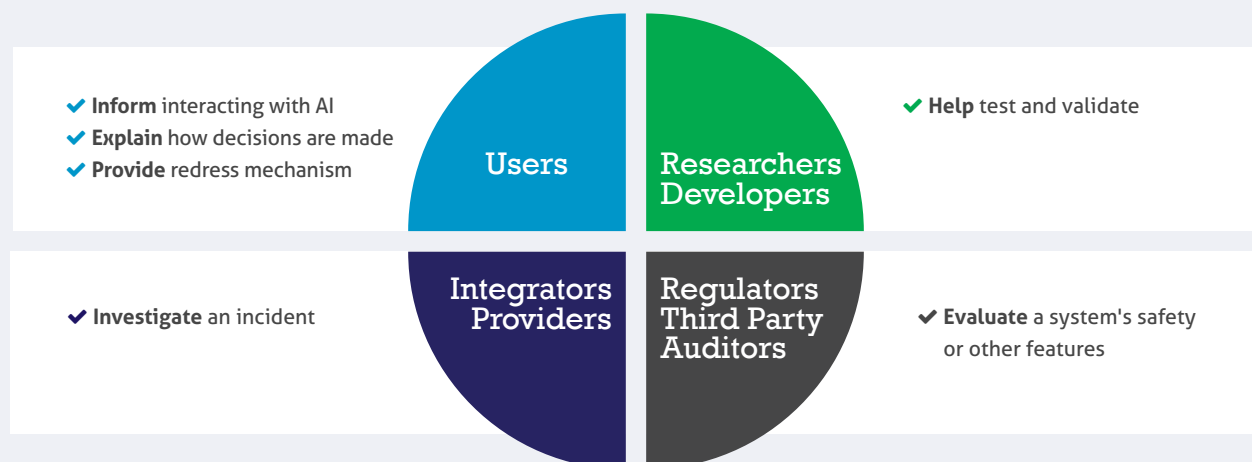 Inform interacting with AI
Explain how decisions are made
Provide redress mechanism
Users
Researchers
Developers
Help test and validate
Investigate an incident
Integrators
Providers
Regulators
Third Party
Auditors
Evaluate a system's safety
or other features